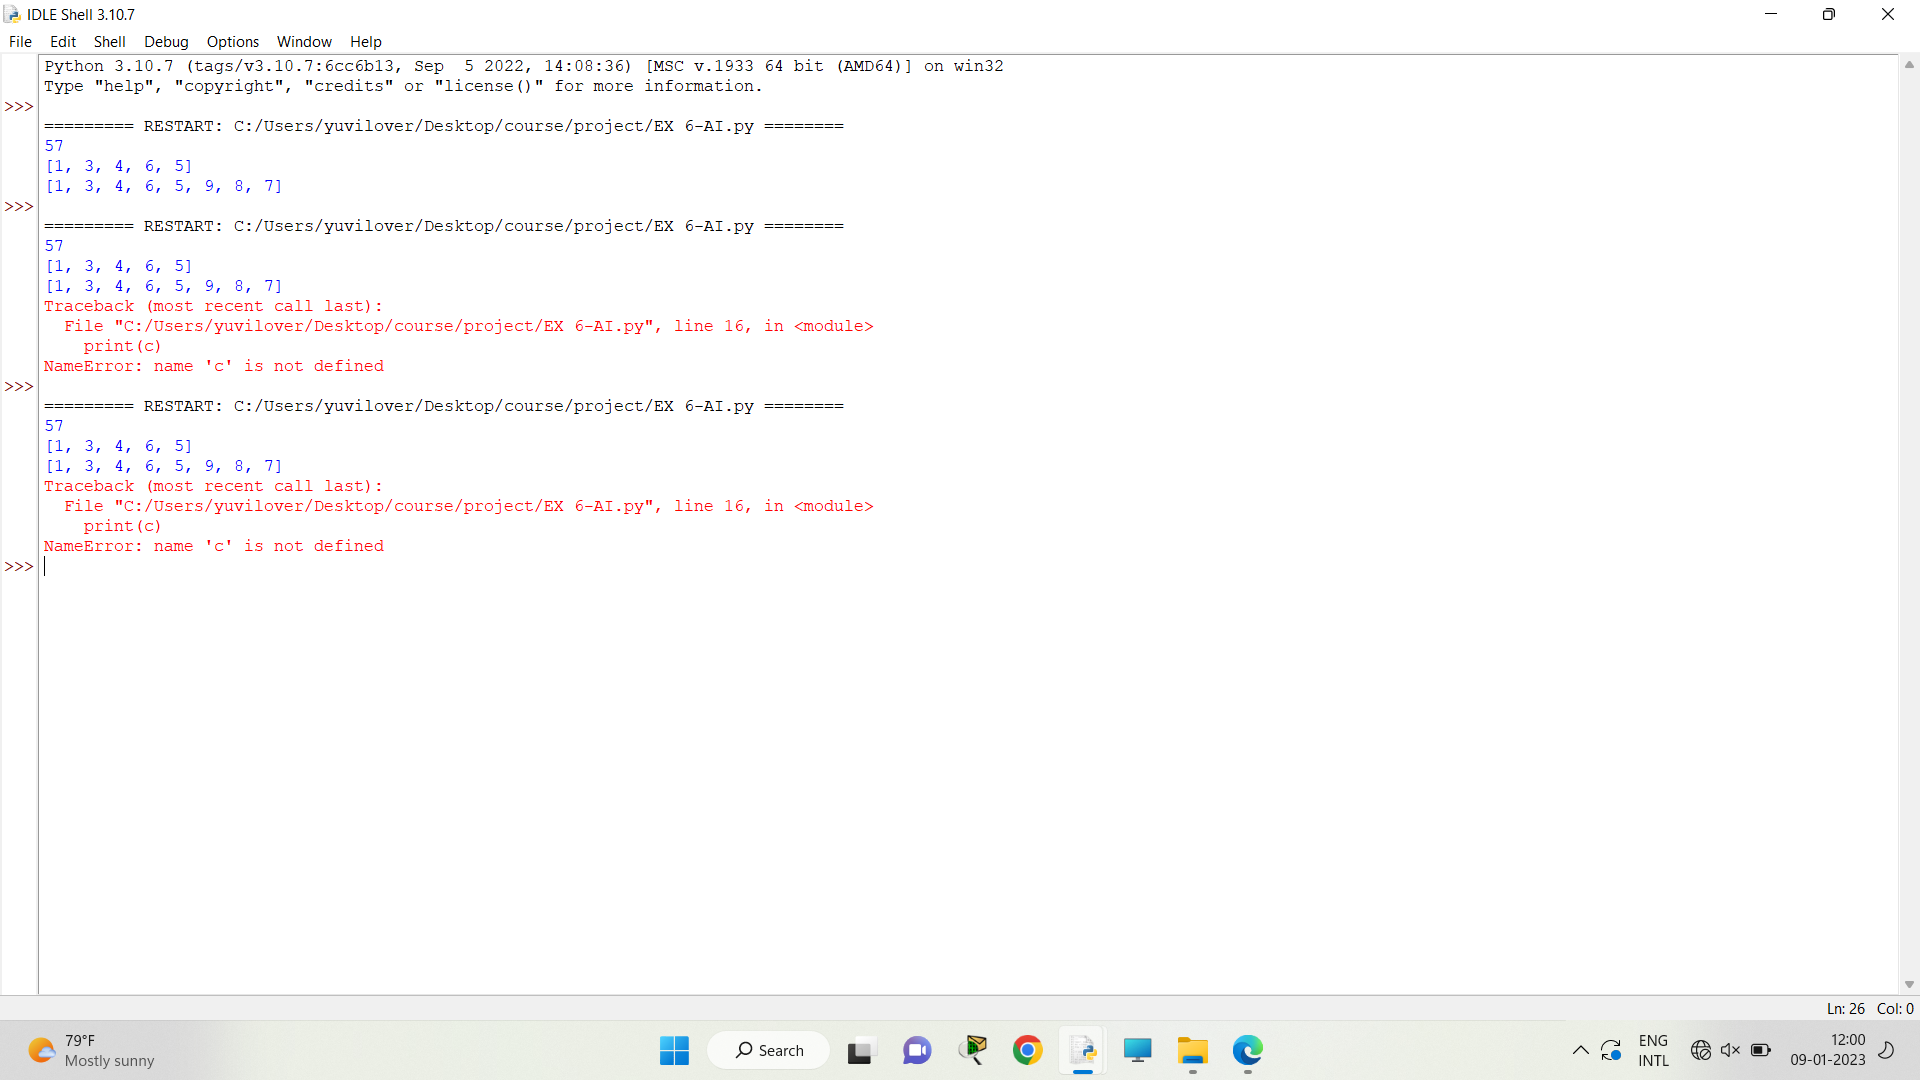 IDLE Shell 3.10.7
File Edit Shell Debug Options Window Help
Python 3.10.7 (tags/v3.10.7:6cc6b13, Sep  5 2022, 14:08:36) [MSC v.1933 64 bit (AMD64)] on win32
Type "help", "copyright", "credits" or "license()" for more information.
>>>
========= RESTART: C:/Users/yuvilover/Desktop/course/project/EX 6-AI.py ========
57
[1, 3, 4, 6, 5]
[1, 3, 4, 6, 5, 9, 8, 7]
>>>
========= RESTART: C:/Users/yuvilover/Desktop/course/project/EX 6-AI.py ========
57
[1, 3, 4, 6, 5]
[1, 3, 4, 6, 5, 9, 8, 7]
Traceback (most recent call last):
  File "C:/Users/yuvilover/Desktop/course/project/EX 6-AI.py", line 16, in <module>
    print(c)
NameError: name 'c' is not defined
>>>
========= RESTART: C:/Users/yuvilover/Desktop/course/project/EX 6-AI.py ========
57
[1, 3, 4, 6, 5]
[1, 3, 4, 6, 5, 9, 8, 7]
Traceback (most recent call last):
  File "C:/Users/yuvilover/Desktop/course/project/EX 6-AI.py", line 16, in <module>
    print(c)
NameError: name 'c' is not defined
>>>
Ln: 26 Col: 0
79°F
Mostly sunny
Search
ENG
INTL
12:00
09-01-2023